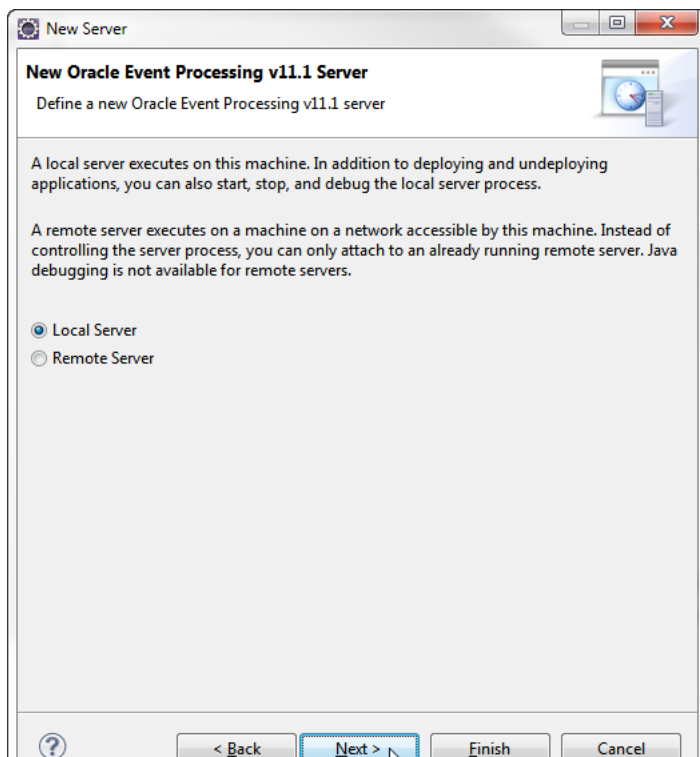 New Server
New Oracle Event Processing v11.1 Server
Define a new Oracle Event Processing v11.1 server
A local server executes on this machine. In addition to deploying and undeploying
applications, you can also start, stop, and debug the local server process.
A remote server executes on a machine on a network accessible by this machine. Instead of
controlling the server process, you can only attach to an already running remote server. Java
debugging is not available for remote servers.
Local Server
Remote Server
? < Back Next > Finish Cancel